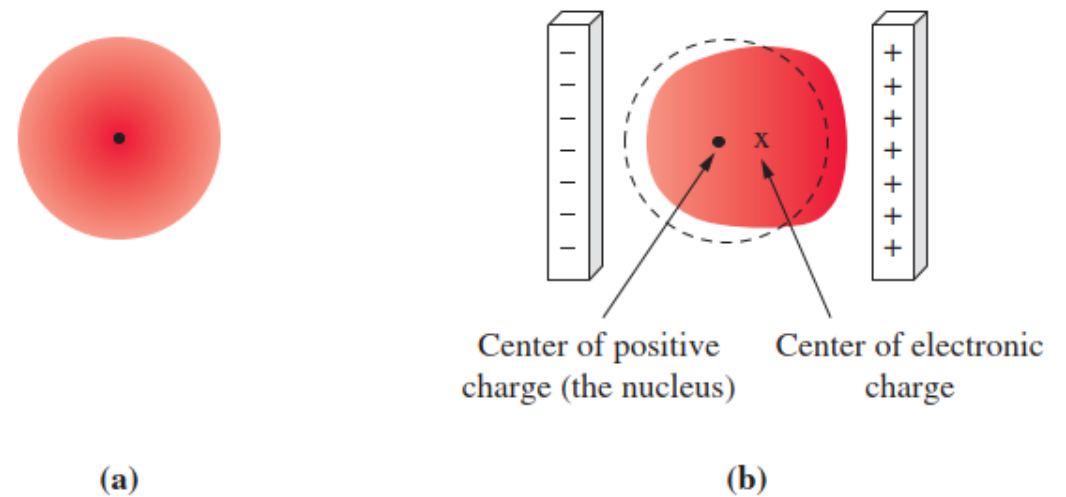 −
−
−
−
−
−
−
x
+
+
+
+
+
+
+
Center of positive
charge (the nucleus)
Center of electronic
charge
(a)
(b)